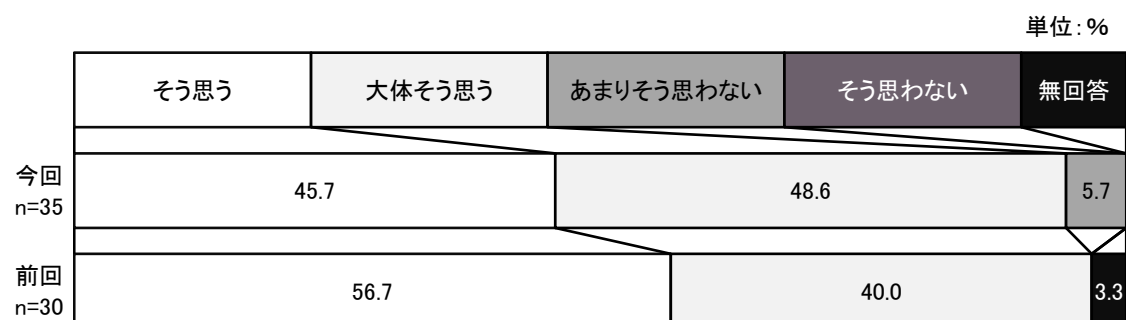 単位:%
そう思う 大体そう思う あまりそう思わない そう思わない 無回答
今回
n=35
45.7 48.6 5.7
前回
n=30
56.7 40.0 3.3